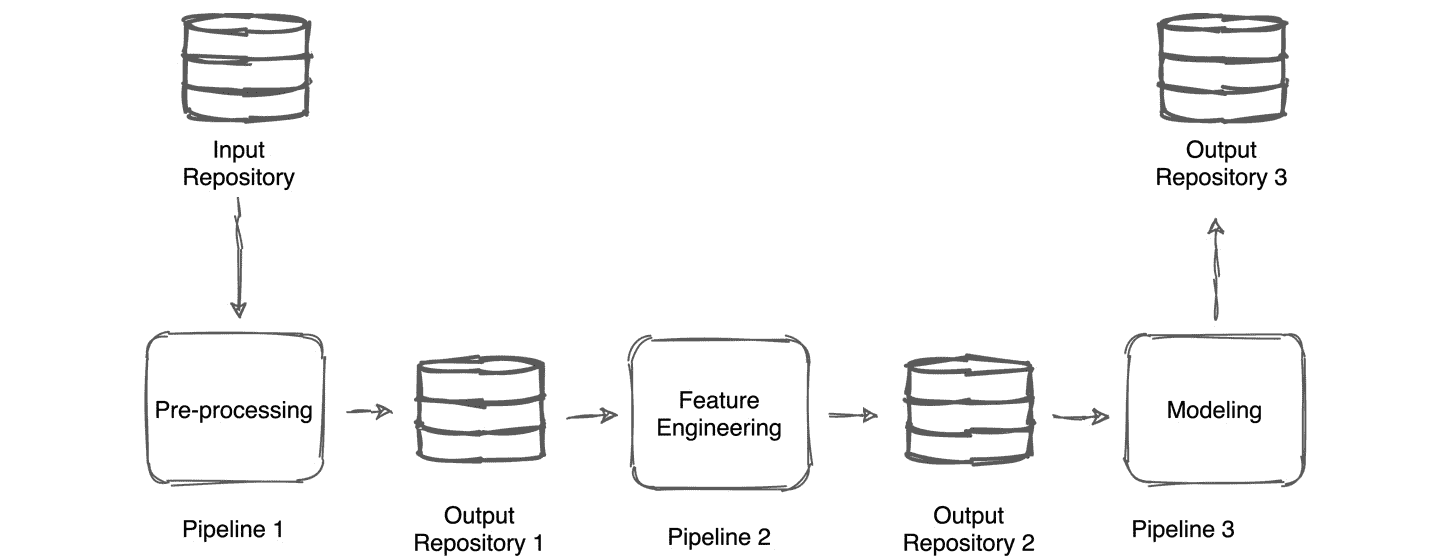 Input
Repository
Output
Repository 3
Pre-processing
Feature
Engineering
Modeling
Pipeline 1
Output
Repository 1
Pipeline 2
Output
Repository 2
Pipeline 3